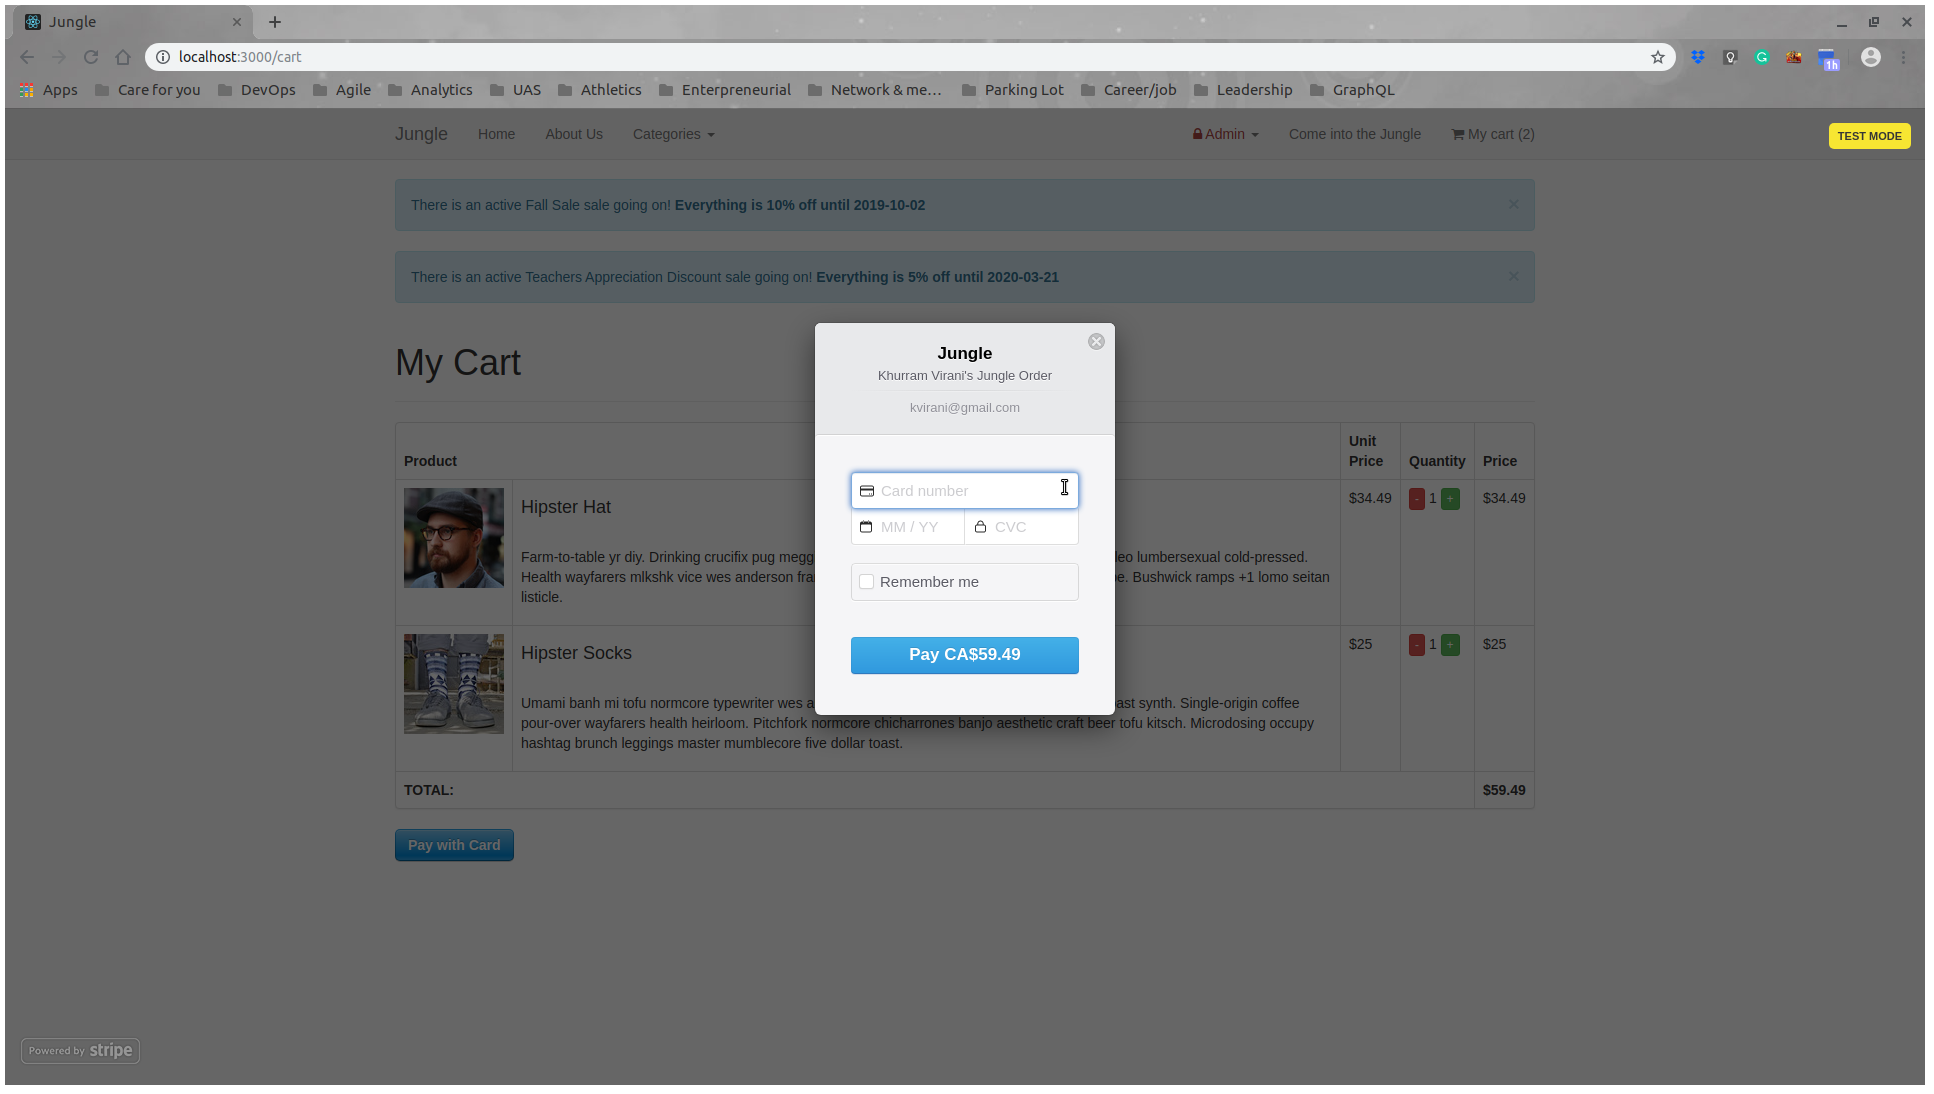 Jungle
localhost:3000/cart
1h
Apps Care for you DevOps Agile Analytics UAS Athletics Enterpreneurial Network & me... Parking Lot Career/job Leadership GraphQL
Jungle Home About Us Categories Admin Come into the Jungle My cart (2)
TEST MODE
There is an active Fall Sale sale going on! Everything is 10% off until 2019-10-02 ×
There is an active Teachers Appreciation Discount sale going on! Everything is 5% off until 2020-03-21 ×
My Cart
Jungle
Khurram Virani's Jungle Order
kvirani@gmail.com
Card number
MM / YY CVC
Remember me
Pay CA$59.49
Product Unit Price Quantity Price
Hipster Hat $34.49 - 1 + $34.49
Farm-to-table yr diy. Drinking crucifix pug lumbersexual cold-pressed.
Health wayfarers mlkshk vice wes anderson Bushwick ramps +1 lomo seitan
listicle.
Hipster Socks $25 - 1 + $25
Umami banh mi tofu normcore typewriter wes synth. Single-origin coffee
pour-over wayfarers health heirloom. Pitchfork normcore chicharrones banjo aesthetic craft beer tofu kitsch. Microdosing occupy
hashtag brunch leggings master mumblecore five dollar toast.
TOTAL: $59.49
Pay with Card
Powered by stripe